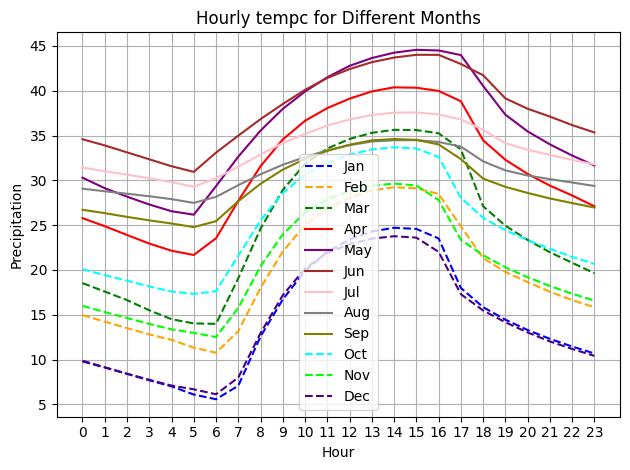 Hourly tempc for Different Months
Precipitation
45
40
35
30
25
20
15
10
5
Jan
Feb
Mar
Apr
May
Jun
Jul
Aug
Sep
Oct
Nov
Dec
0 1 2 3 4 5 6 7 8 9 10 11 12 13 14 15 16 17 18 19 20 21 22 23
Hour